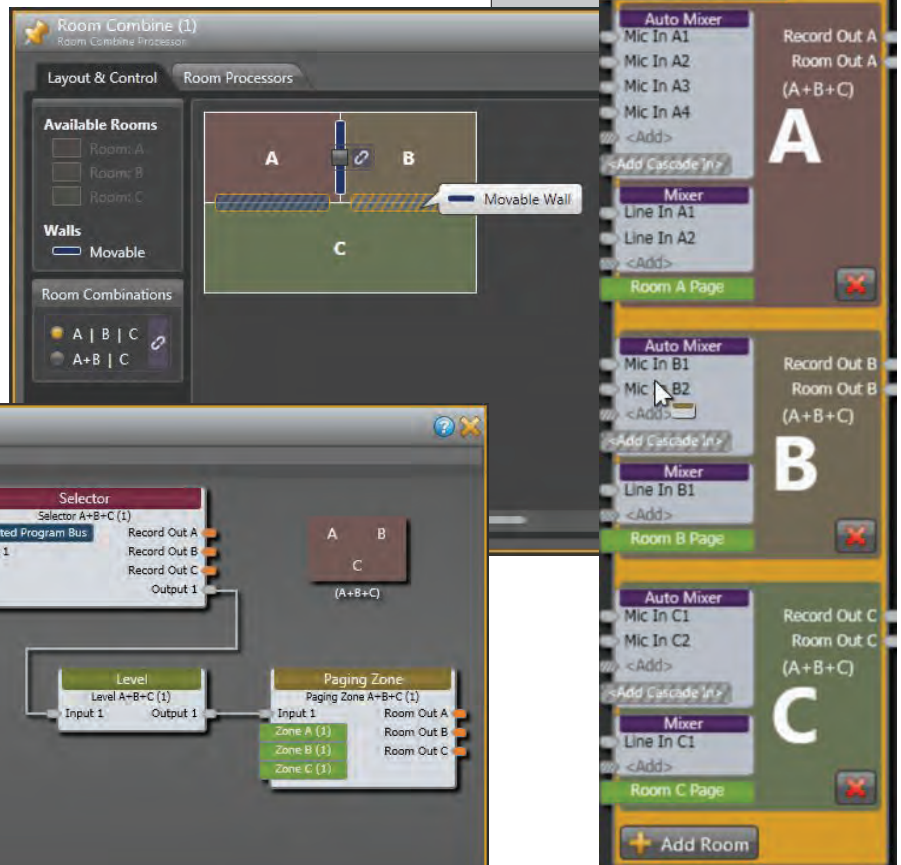 Room Combine (1)
Room Combine Processor
Layout & Control
Room Processors
Available Rooms
Room: A
Room: B
Room: C
Walls
Movable
Room Combinations
A | B | C
A+B | C
A
B
C
Movable Wall
Selector
Selector A+B+C (1)
ted Program Bus
Record Out A
1
Record Out B
Record Out C
Output 1
A B
C
(A+B+C)
Level
Level A+B+C (1)
Input 1
Output 1
Paging Zone
Paging Zone A+B+C (1)
Input 1
Room Out A
Zone A (1)
Room Out B
Zone B (1)
Room Out C
Zone C (1)
Auto Mixer
Mic In A1
Record Out A
Mic In A2
Room Out A
Mic In A3
(A+B+C)
Mic In A4
A
<Add>
<Add Cascade In>
Mixer
Line In A1
Line In A2
<Add>
Room A Page
Auto Mixer
Mic In B1
Record Out B
Mic In B2
Room Out B
<Add>
(A+B+C)
<Add Cascade In>
B
Mixer
Line In B1
<Add>
Room B Page
Auto Mixer
Mic In C1
Record Out C
Mic In C2
Room Out C
<Add>
(A+B+C)
<Add Cascade In>
C
Mixer
Line In C1
<Add>
Room C Page
Add Room